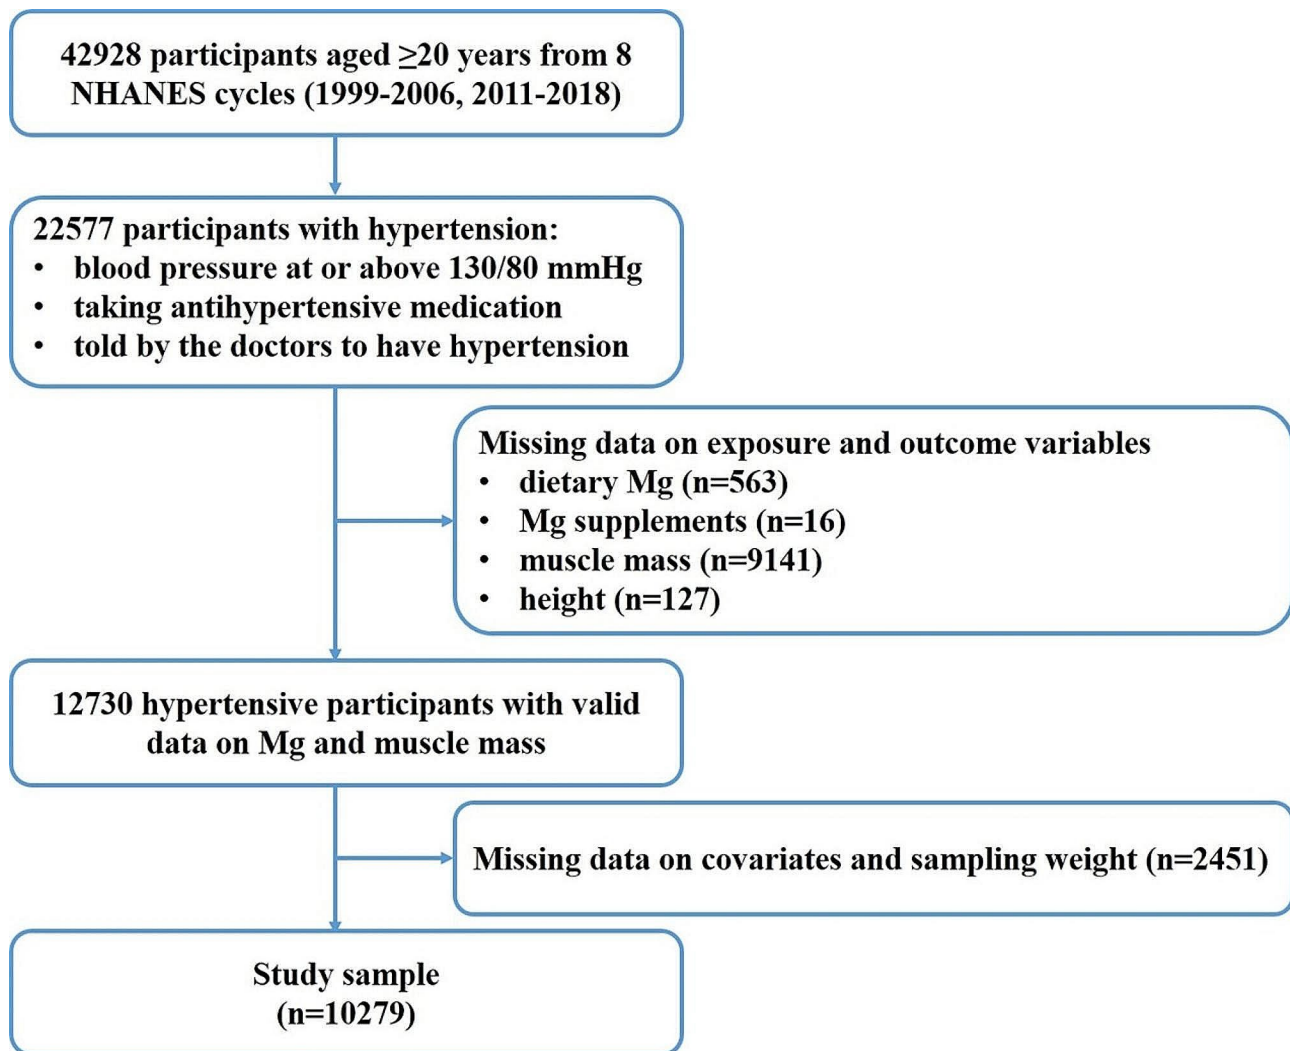 42928 participants aged ≥20 years from 8
NHANES cycles (1999-2006, 2011-2018)
22577 participants with hypertension:
• blood pressure at or above 130/80 mmHg
• taking antihypertensive medication
• told by the doctors to have hypertension
Missing data on exposure and outcome variables
• dietary Mg (n=563)
• Mg supplements (n=16)
• muscle mass (n=9141)
• height (n=127)
12730 hypertensive participants with valid
data on Mg and muscle mass
Missing data on covariates and sampling weight (n=2451)
Study sample
(n=10279)